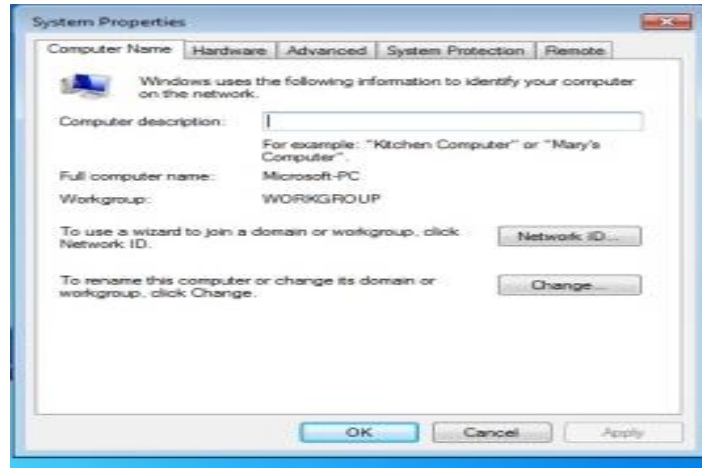 System Properties
Computer Name Hardware Advanced System Protection Remote
Windows uses the following information to identify your computer
on the network.
Computer description:
For example: "Kitchen Computer" or "Mary's
Computer".
Full computer name: Microsoft-PC
Workgroup: WORKGROUP
To use a wizard to join a domain or workgroup, click
Network ID.
Network ID...
To rename this computer or change its domain or
workgroup, click Change.
Change...
OK Cancel Apply